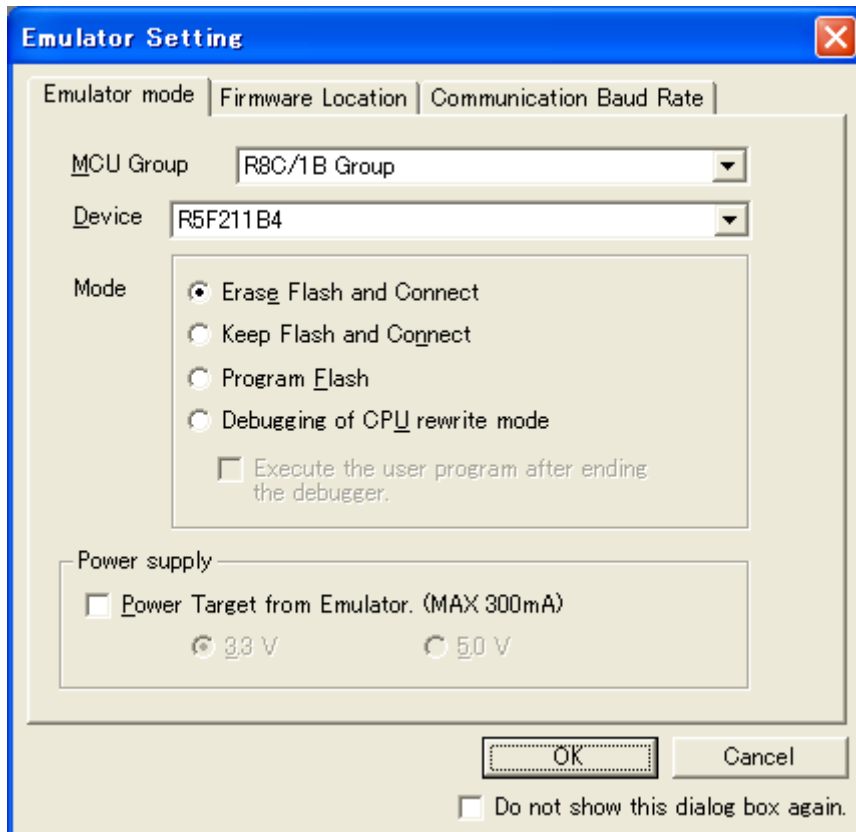 Emulator Setting
Emulator mode
Firmware Location
Communication Baud Rate
MCU Group
R8C/1B Group
Device
R5F211B4
Mode
Erase Flash and Connect
Keep Flash and Connect
Program Flash
Debugging of CPU rewrite mode
Execute the user program after ending
the debugger.
Power supply
Power Target from Emulator. (MAX 300mA)
3.3 V
5.0 V
OK
Cancel
Do not show this dialog box again.